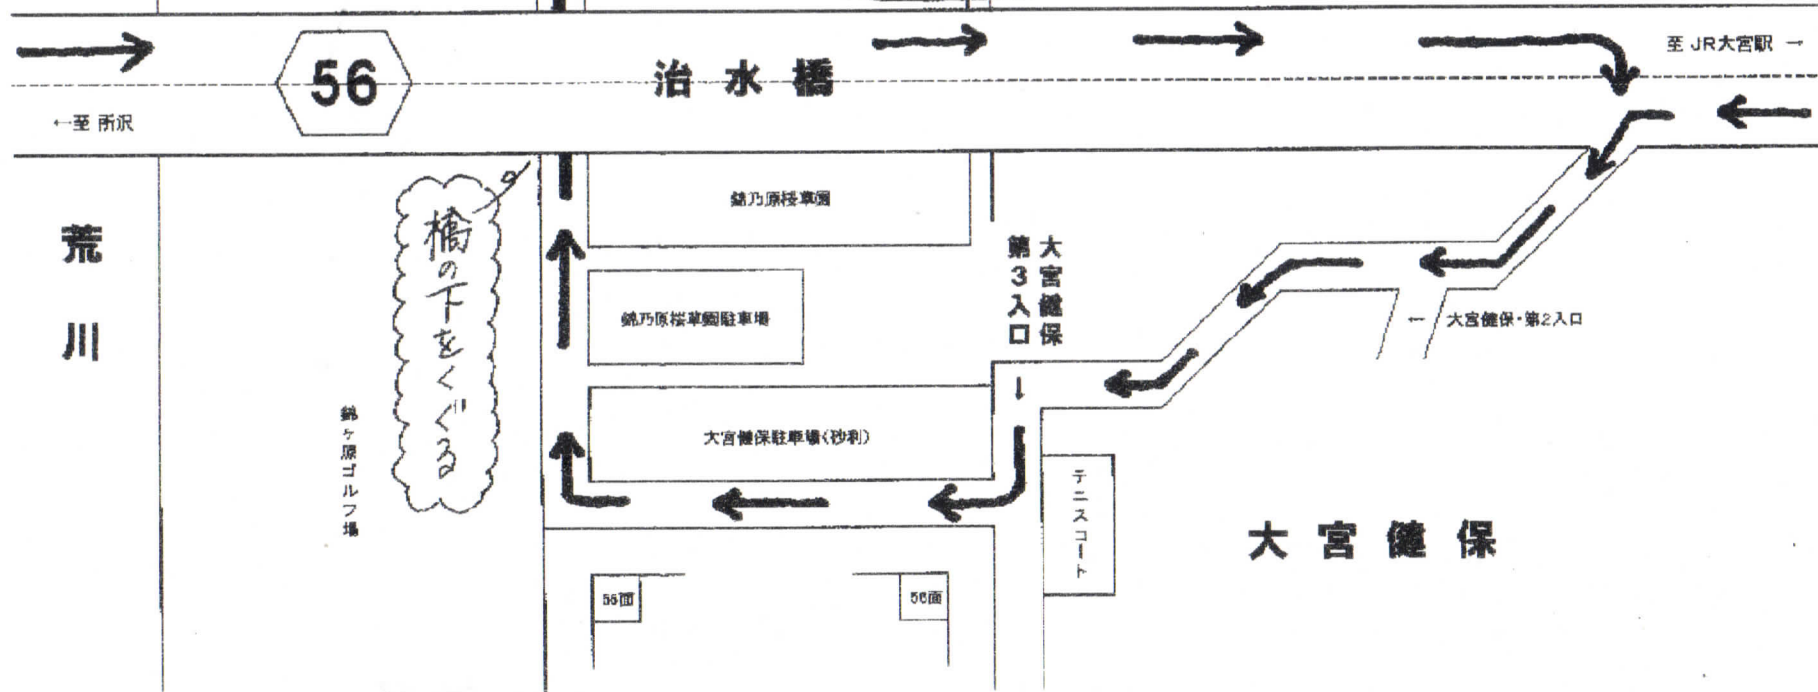 至 JR大宮駅 →
56
治水橋
←至 所沢
荒川
橋の下をくぐる
錦乃原桜草園
大宮健保
第3入口
↓
錦乃原桜草園駐車場
← 大宮健保・第2入口
大宮健保駐車場(砂利)
錦ヶ原ゴルフ場
テニスコート
大宮健保
55面
56面